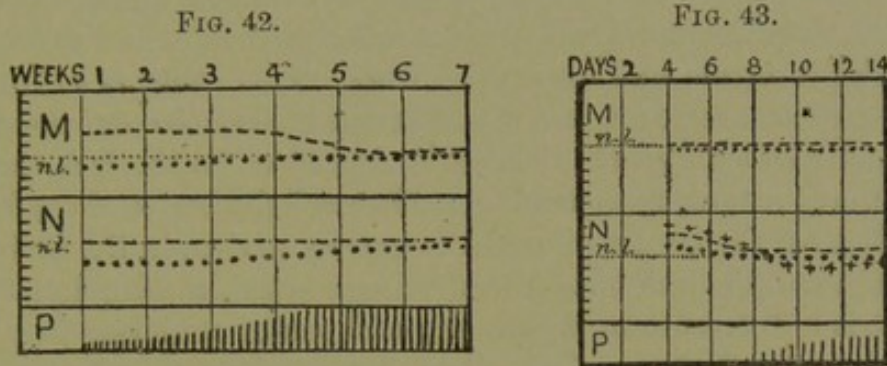 FIG. 42.
WEEKS 1 2 3 4 5 6 7
M
n.l.
N
n.l.
P
FIG. 43.
DAYS 2 4 6 8 10 12 14
M
n.l.
N
n.l.
P